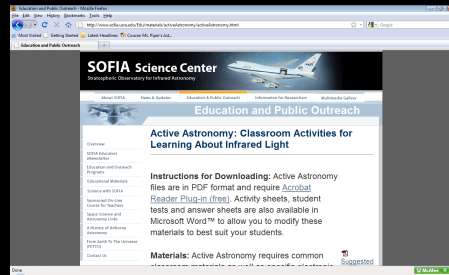 Education and Public Outreach - Mozilla Firefox
File Edit View History Bookmarks Tools Help
http://www.sofia.usra.edu/Edu/materials/activeAstronomy/activeAstronomy.html
Google
Most Visited Getting Started Latest Headlines Course: Ms. Piper's Ast...
Education and Public Outreach
SOFIA Science Center
Stratospheric Observatory for Infrared Astronomy
About SOFIA News & Updates Education & Public Outreach Information for Researchers Multimedia Gallery
Education and Public Outreach
Overview
SOFIA Education
eNewsletter
Education and Outreach
Programs
Educational Materials
Science with SOFIA
Sponsored On-Line
Course for Teachers
Space Science and
Astronomy Links
A History of Airborne
Astronomy
From Earth To The Universe
(FETTU)
Contact Us
Active Astronomy: Classroom Activities for
Learning About Infrared Light
Instructions for Downloading: Active Astronomy
files are in PDF format and require Acrobat
Reader Plug-in (free). Activity sheets, student
tests and answer sheets are also available in
Microsoft Word™ to allow you to modify these
materials to best suit your students.
Materials: Active Astronomy requires common
Suggested
classroom materials as well as specific electronic
Done
McAfee